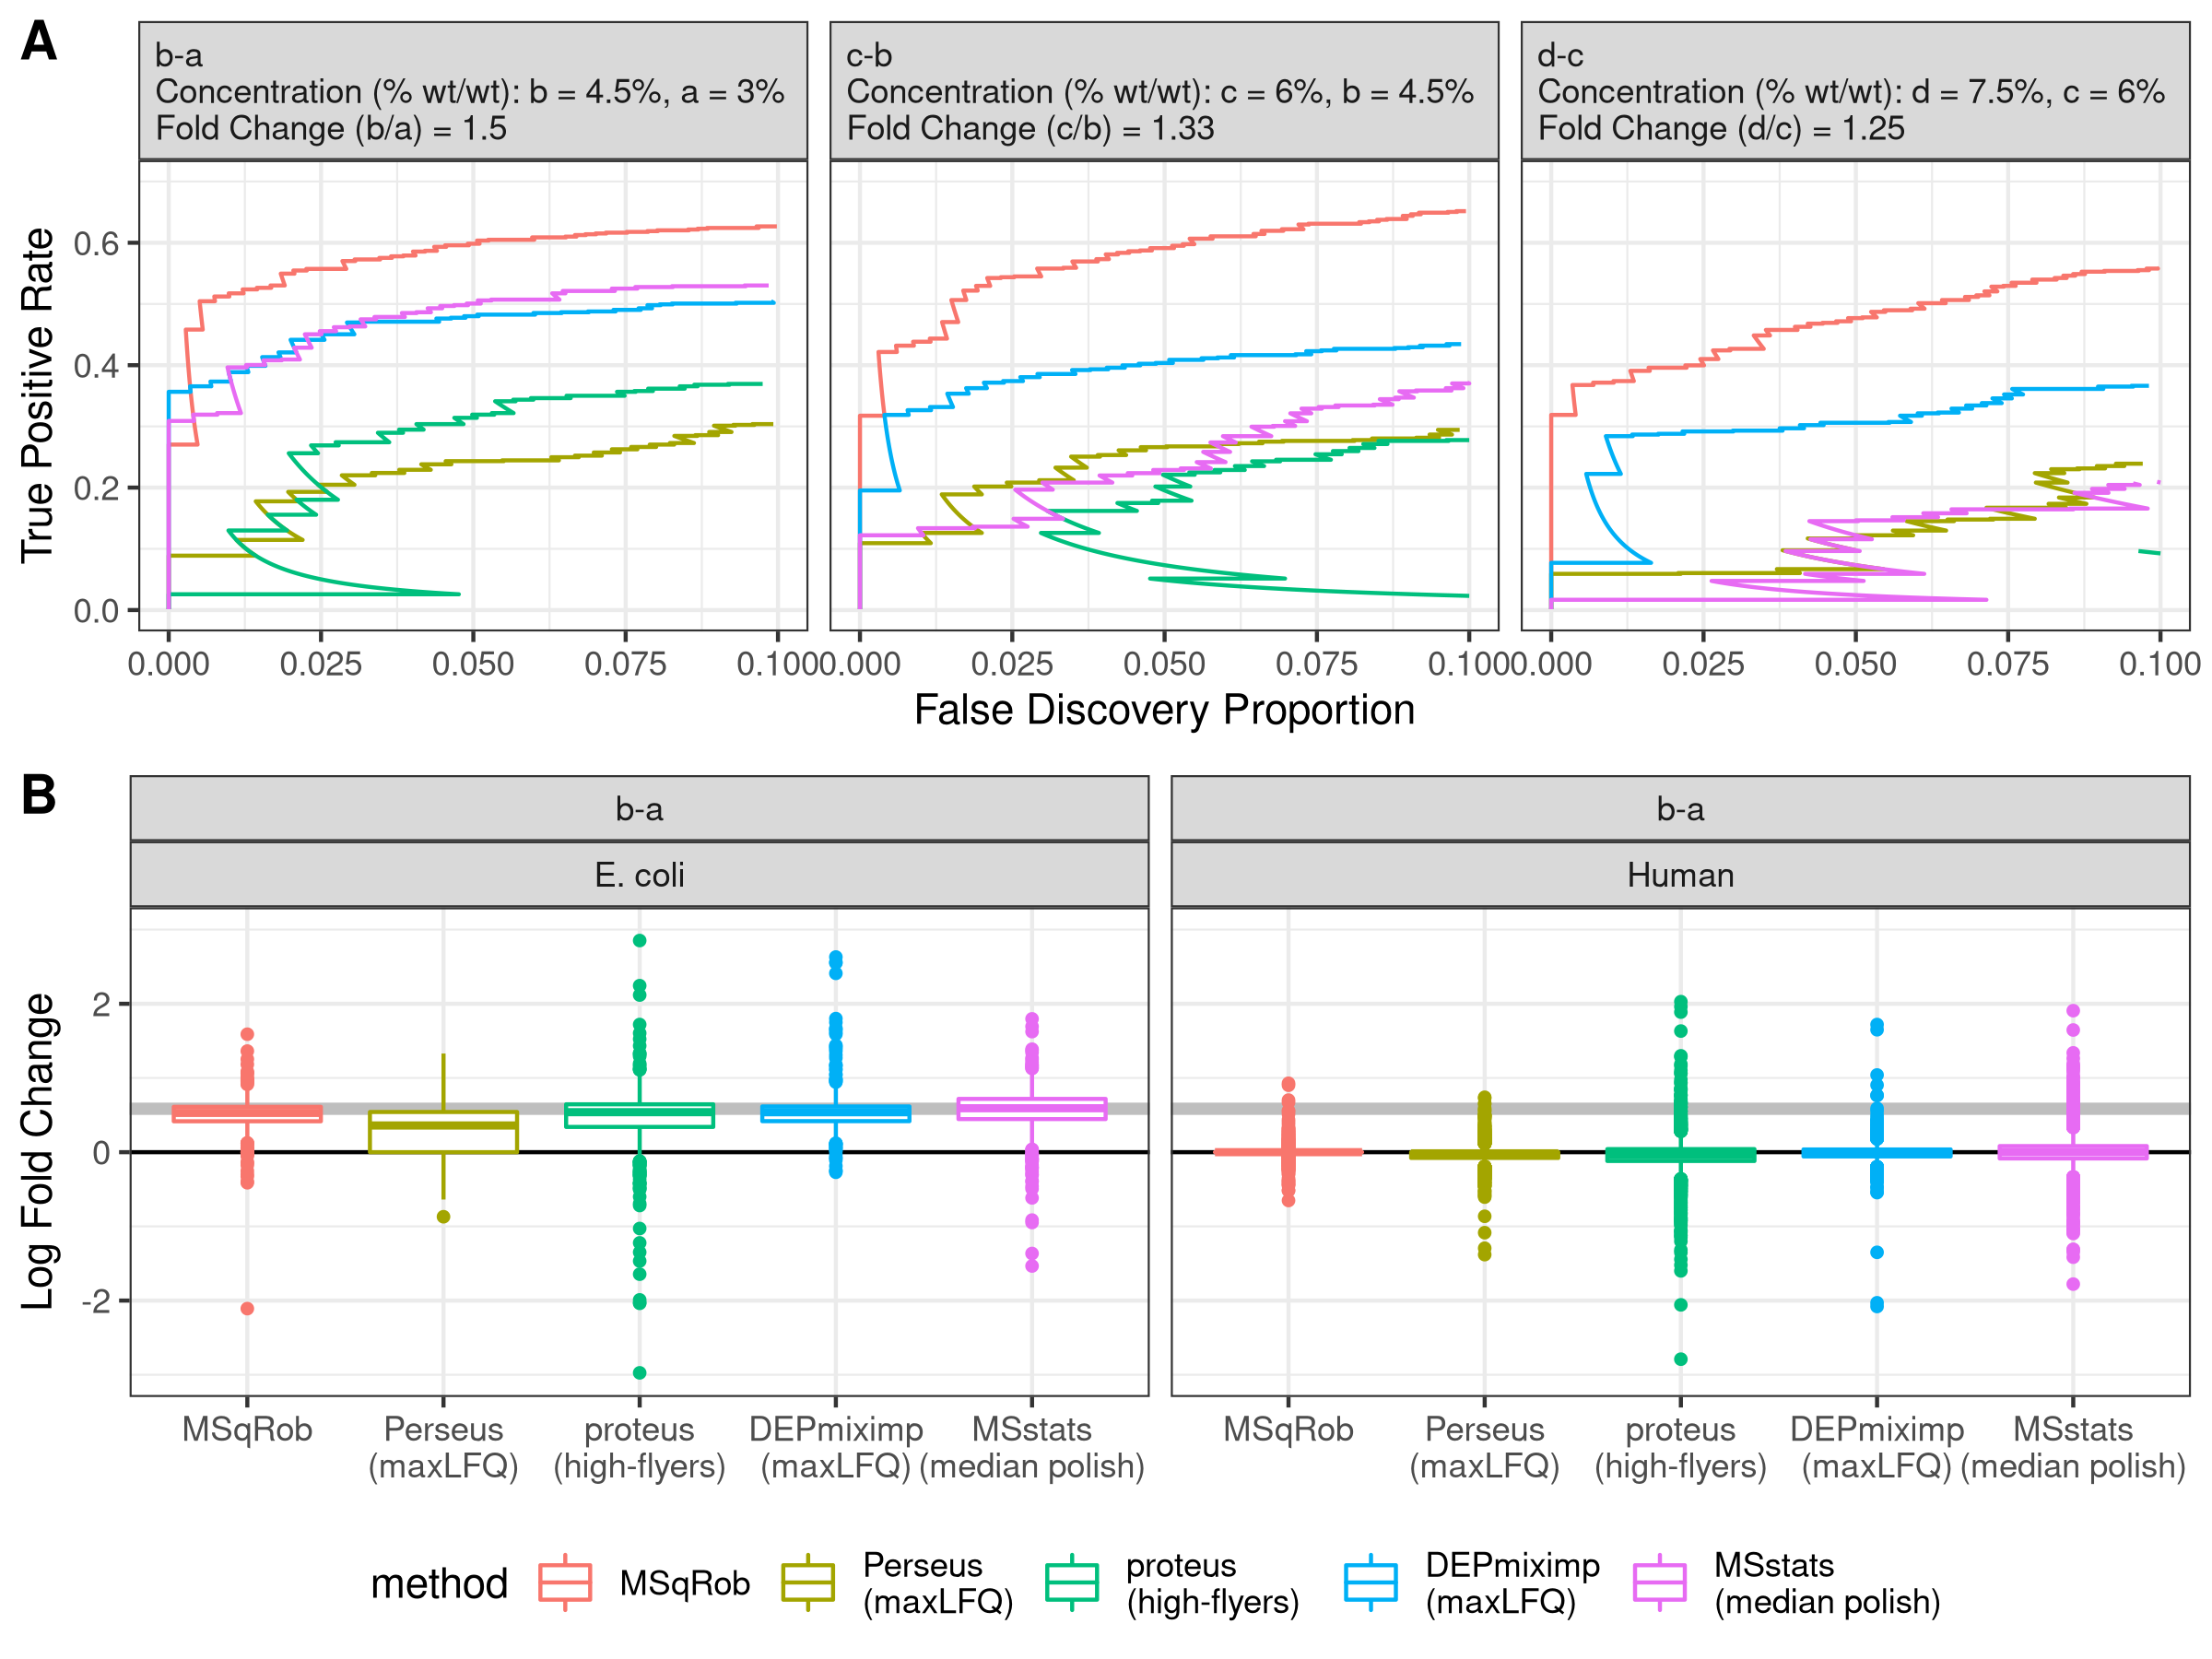 A
b-a
Concentration (% wt/wt): b = 4.5%, a = 3%
Fold Change (b/a) = 1.5
c-b
Concentration (% wt/wt): c = 6%, b = 4.5%
Fold Change (c/b) = 1.33
d-c
Concentration (% wt/wt): d = 7.5%, c = 6%
Fold Change (d/c) = 1.25
True Positive Rate
0.6
0.4
0.2
0.0
0.000 0.025 0.050 0.075 0.100
0.000 0.025 0.050 0.075 0.100
0.000 0.025 0.050 0.075 0.100
False Discovery Proportion
B
b-a
E. coli
b-a
Human
Log Fold Change
2
0
-2
MSqRob
Perseus
(maxLFQ)
proteus
(high-flyers)
DEPmiximp
(maxLFQ)
MSstats
(median polish)
MSqRob
Perseus
(maxLFQ)
proteus
(high-flyers)
DEPmiximp
(maxLFQ)
MSstats
(median polish)
method
MSqRob
Perseus
(maxLFQ)
proteus
(high-flyers)
DEPmiximp
(maxLFQ)
MSstats
(median polish)